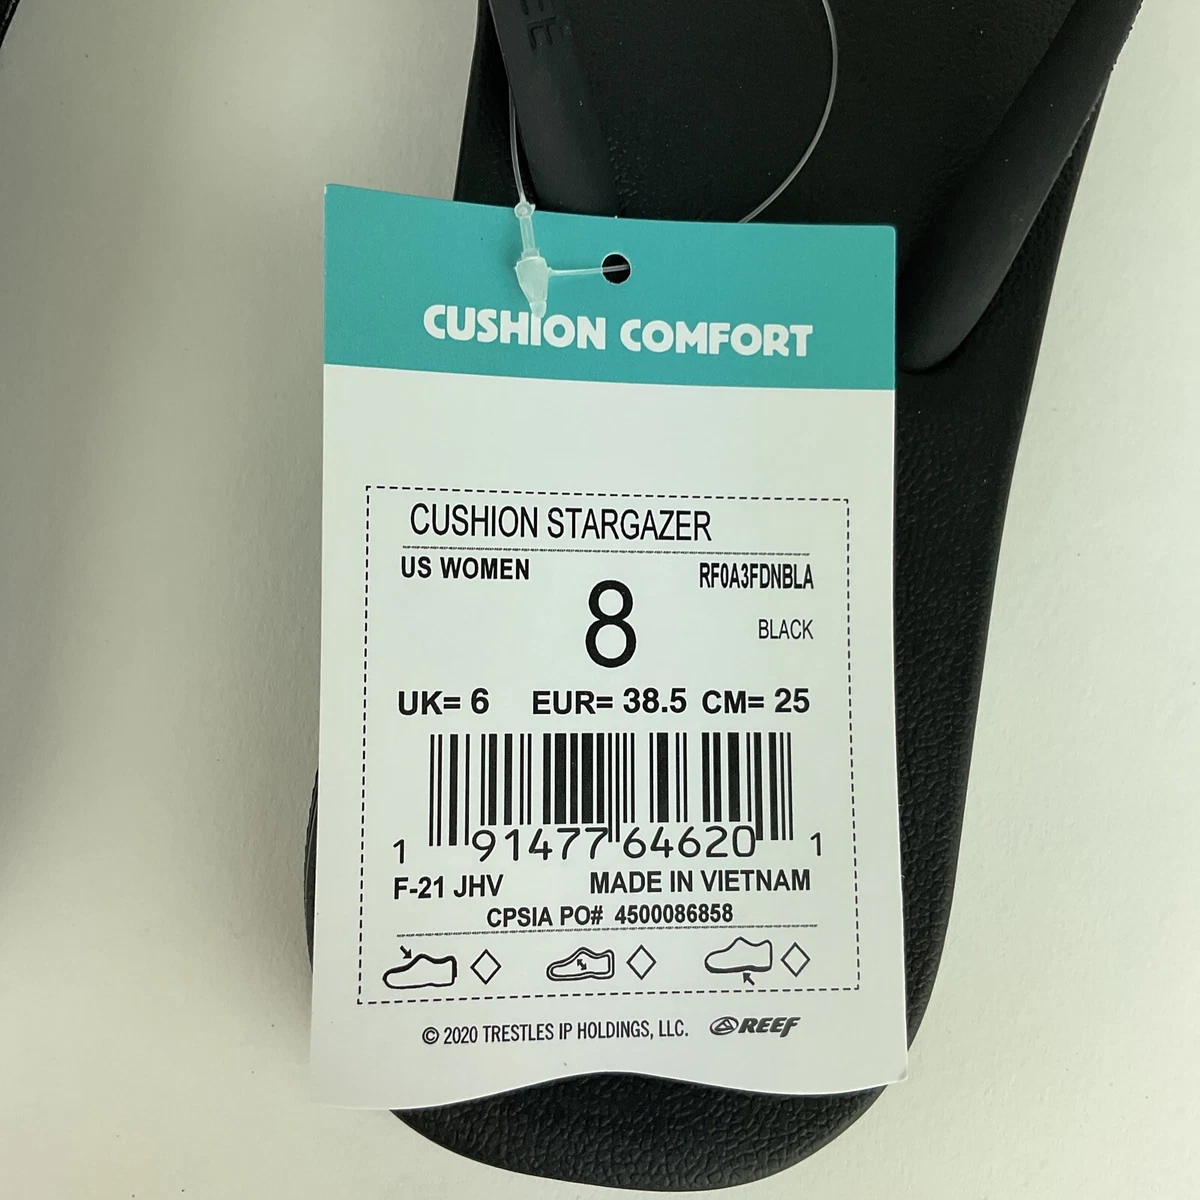 CUSHION COMFORT
CUSHION STARGAZER
US WOMEN
RF0A3FDNBLA
8
BLACK
UK= 6 EUR= 38.5 CM= 25
1 91477 64620 1
F-21 JHV MADE IN VIETNAM
CPSIA PO# 4500086858
© 2020 TRESTLES IP HOLDINGS, LLC. REEF